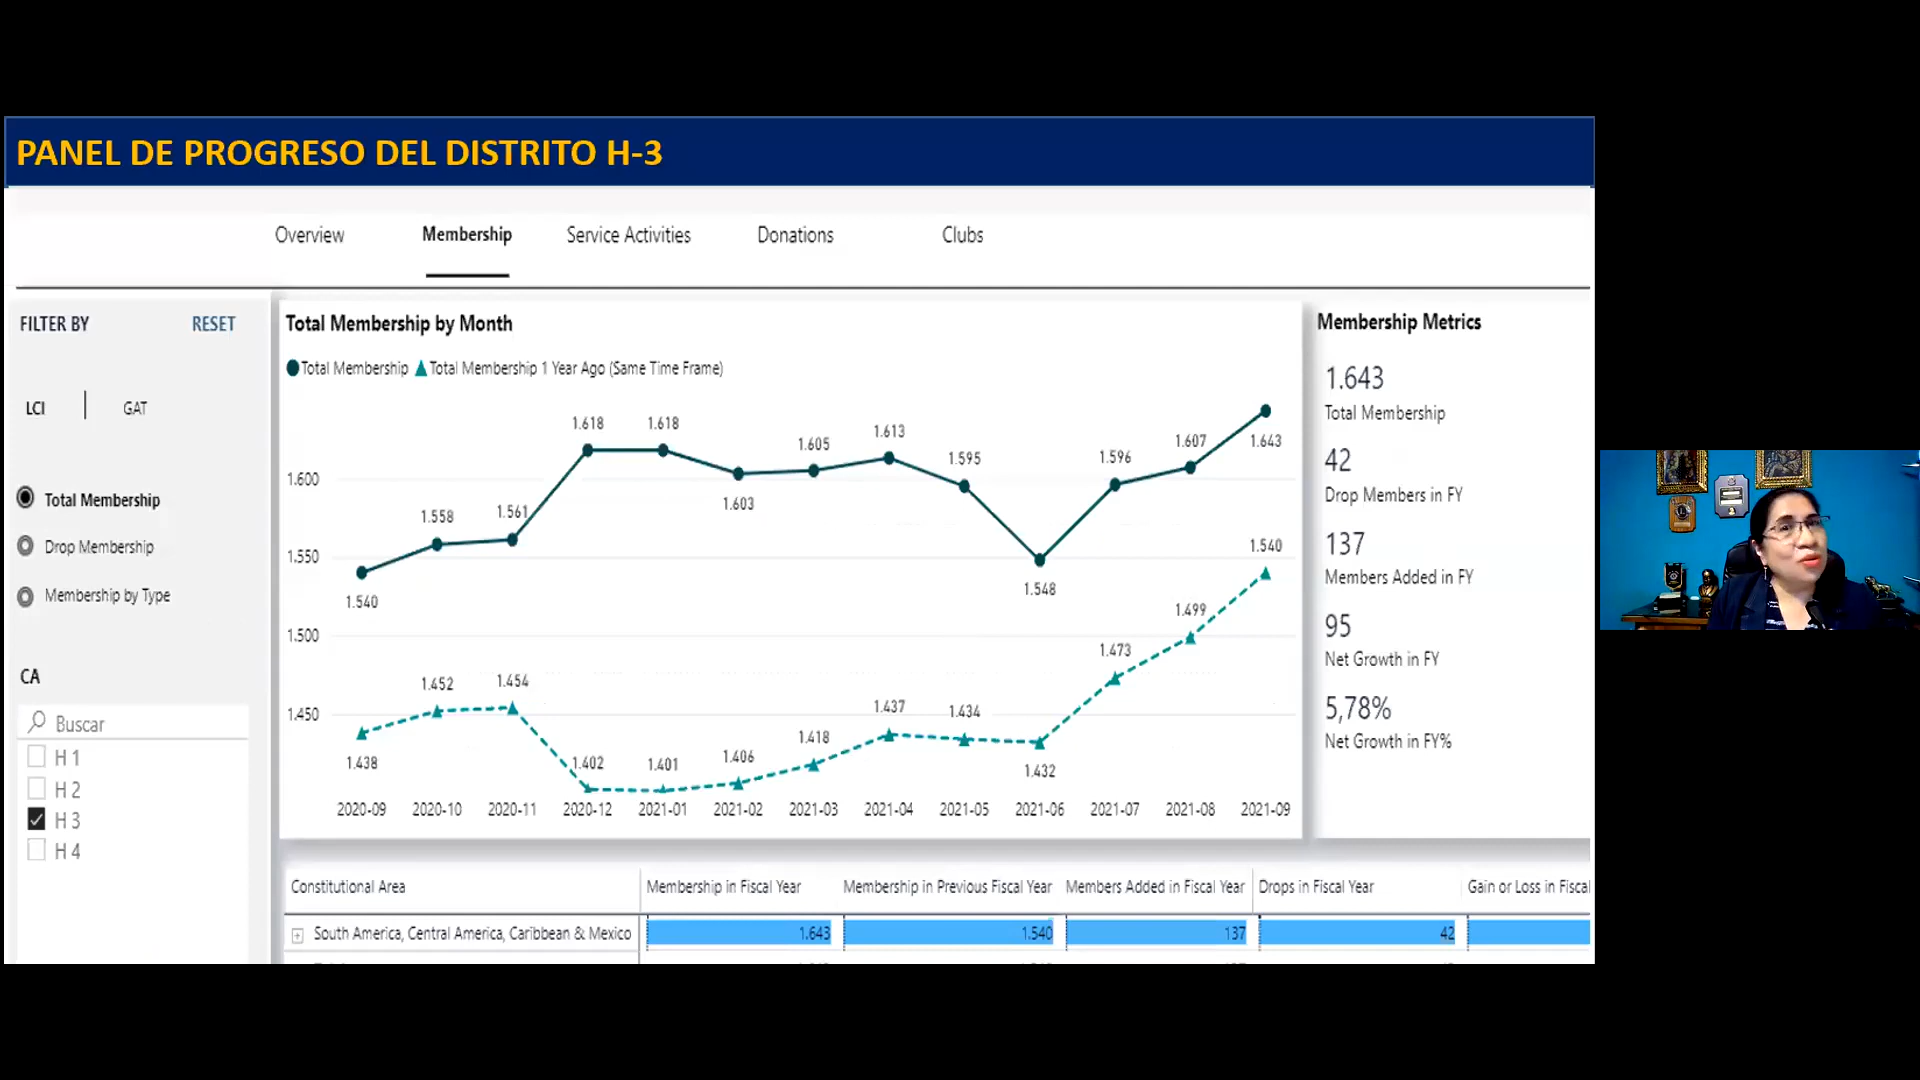 PANEL DE PROGRESO DEL DISTRITO H-3
Overview Membership Service Activities Donations Clubs
FILTER BY RESET
LCI GAT
Total Membership
Drop Membership
Membership by Type
CA
Buscar
H 1
H 2
H 3
H 4
Total Membership by Month
Total Membership Total Membership 1 Year Ago (Same Time Frame)
1.600
1.550
1.500
1.450
1.540 1.558 1.561 1.618 1.618 1.603 1.605 1.613 1.595 1.548 1.596 1.607 1.643
1.438 1.452 1.454 1.402 1.401 1.406 1.418 1.437 1.434 1.432 1.473 1.499 1.540
2020-09 2020-10 2020-11 2020-12 2021-01 2021-02 2021-03 2021-04 2021-05 2021-06 2021-07 2021-08 2021-09
Membership Metrics
1.643
Total Membership
42
Drop Members in FY
137
Members Added in FY
95
Net Growth in FY
5,78%
Net Growth in FY%
Constitutional Area Membership in Fiscal Year Membership in Previous Fiscal Year Members Added in Fiscal Year Drops in Fiscal Year Gain or Loss in Fiscal
South America, Central America, Caribbean & Mexico 1.643 1.540 137 42